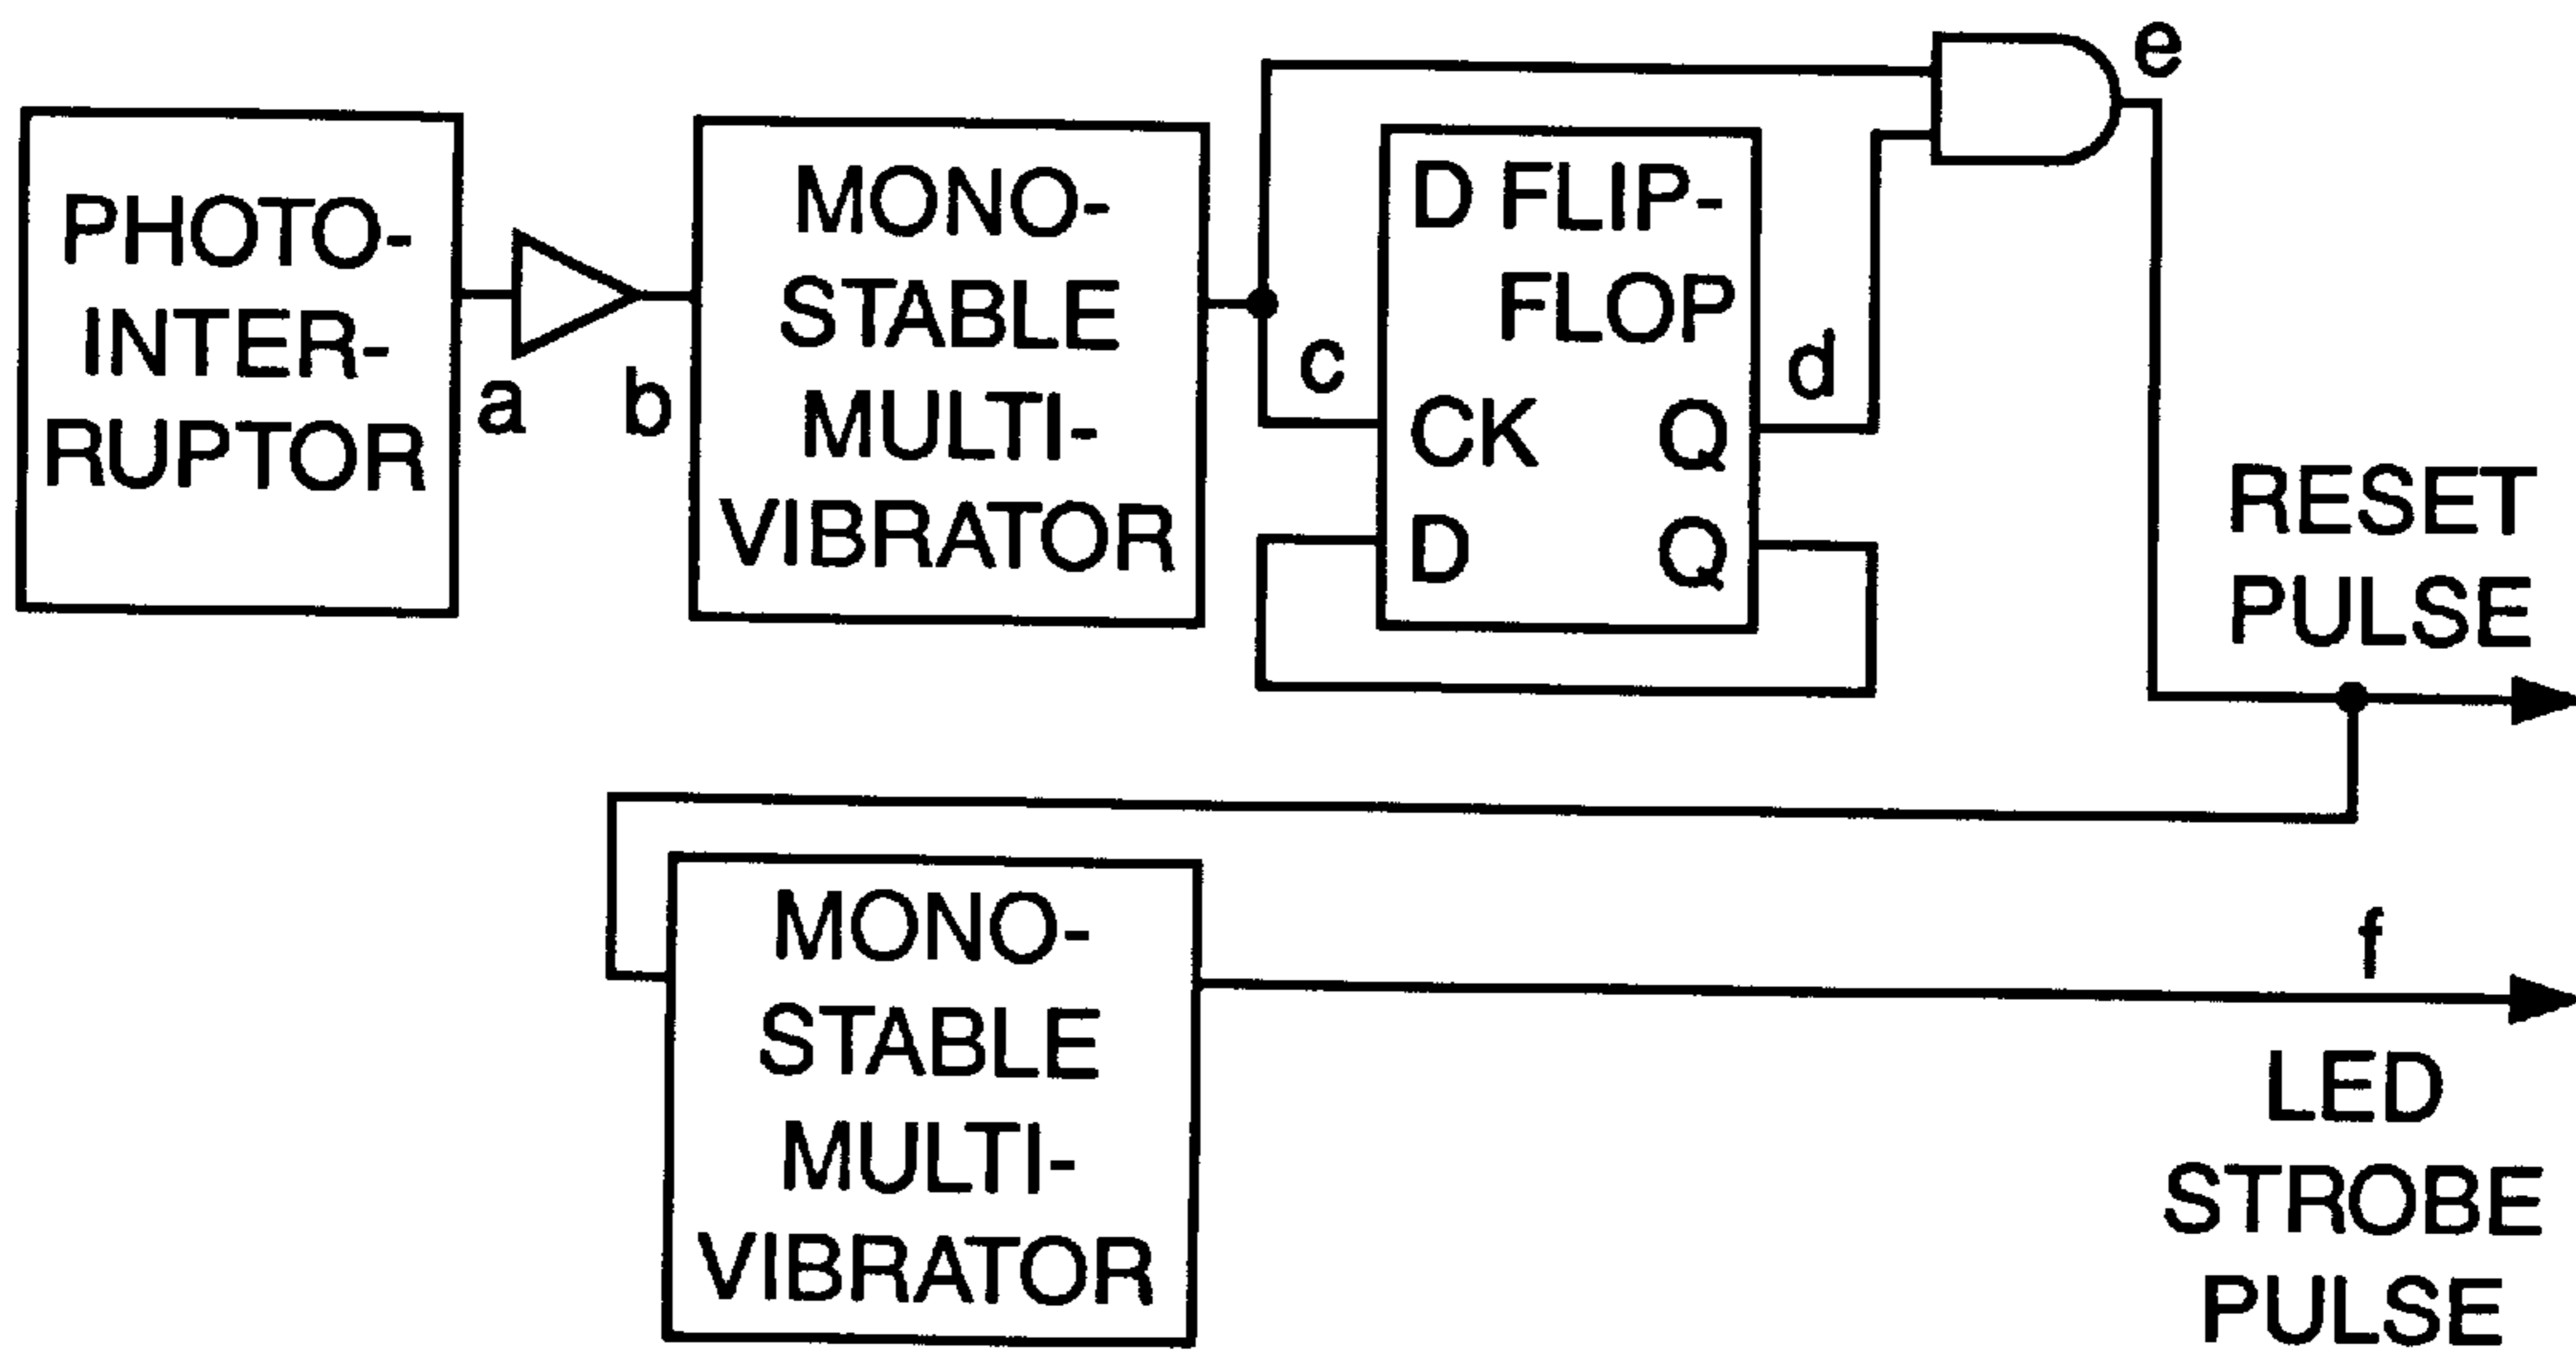 PHOTO-
INTER-
RUPTOR
a
b
MONO-
STABLE
MULTI-
VIBRATOR
c
D FLIP-
FLOP
CK Q
D Q
d
e
RESET
PULSE
MONO-
STABLE
MULTI-
VIBRATOR
f
LED
STROBE
PULSE